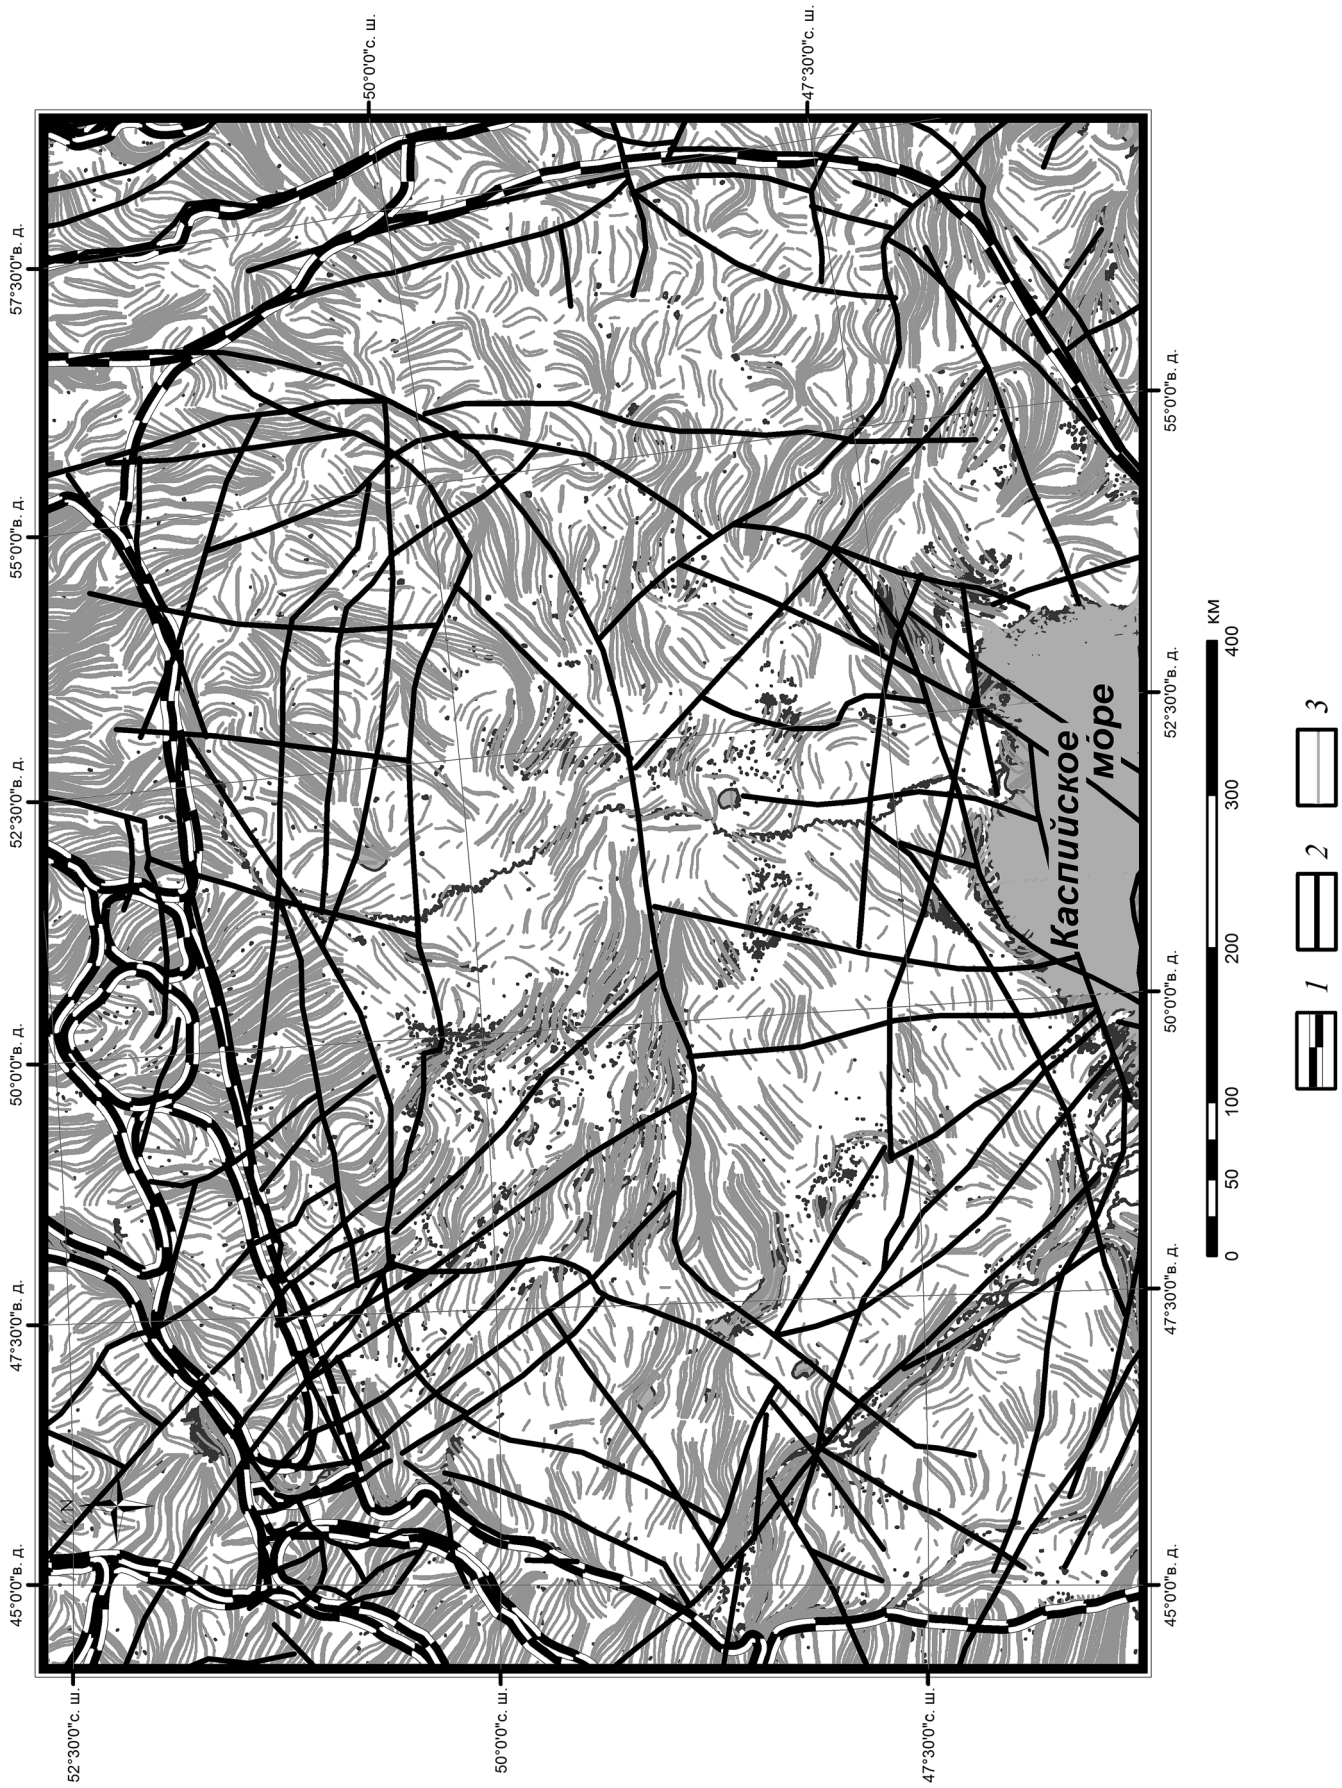 45°0'0"в. д.
47°30'0"в. д.
50°0'0"в. д.
52°30'0"в. д.
55°0'0"в. д.
57°30'0"в. д.
52°30'0"с. ш.
N
50°0'0"с. ш.
50°0'0"с. ш.
47°30'0"с. ш.
47°30'0"с. ш.
Каспийское
мо́ре
45°0'0"в. д.
47°30'0"в. д.
50°0'0"в. д.
52°30'0"в. д.
55°0'0"в. д.
км
0 50 100 200 300 400
1 2 3